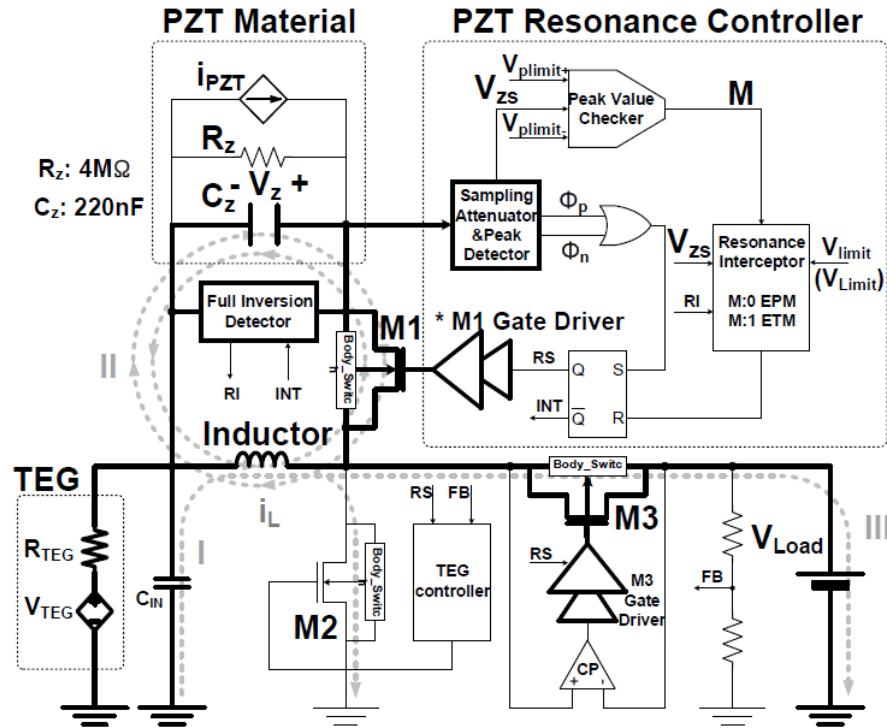 PZT Material
PZT Resonance Controller
iPZT
Rz
Rz: 4MΩ
Cz: 220nF
Cz
- Vz +
Vplimit+
VZS
Vplimit-
Peak Value
Checker
M
Sampling
Attenuator
&Peak
Detector
Φp
Φn
VZS
RI
Resonance
Interceptor
M:0 EPM
M:1 ETM
Vlimit
(VLimit)
Full Inversion
Detector
RI
INT
Body_Switc
h
M1
* M1 Gate Driver
RS
INT
Q
S
Q
R
II
Inductor
iL
TEG
RTEG
VTEG
CIN
I
M2
Body_Switc
h
RS
FB
TEG
controller
Body_Switc
M3
RS
M3
Gate
Driver
CP
+
-
FB
VLoad
III